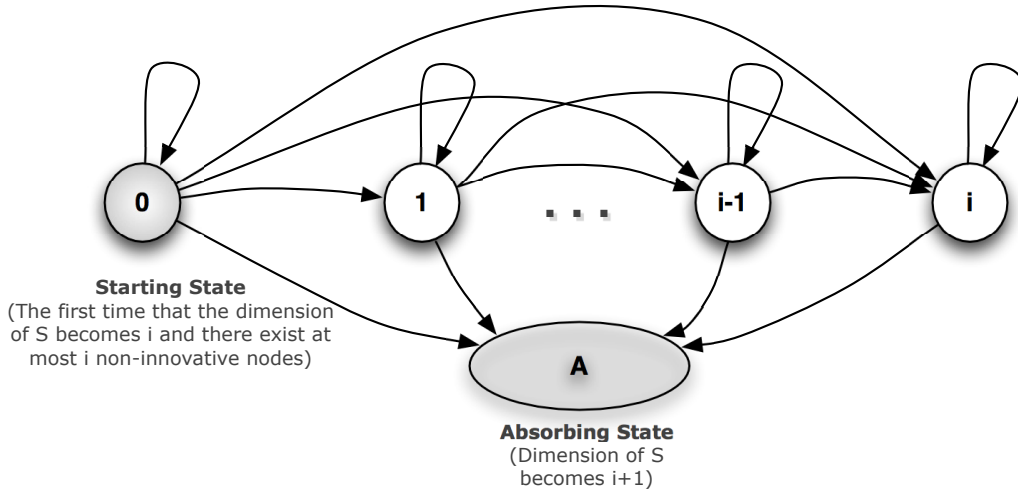 0
1
...
i-1
i
Starting State
(The first time that the dimension
of S becomes i and there exist at
most i non-innovative nodes)
A
Absorbing State
(Dimension of S
becomes i+1)